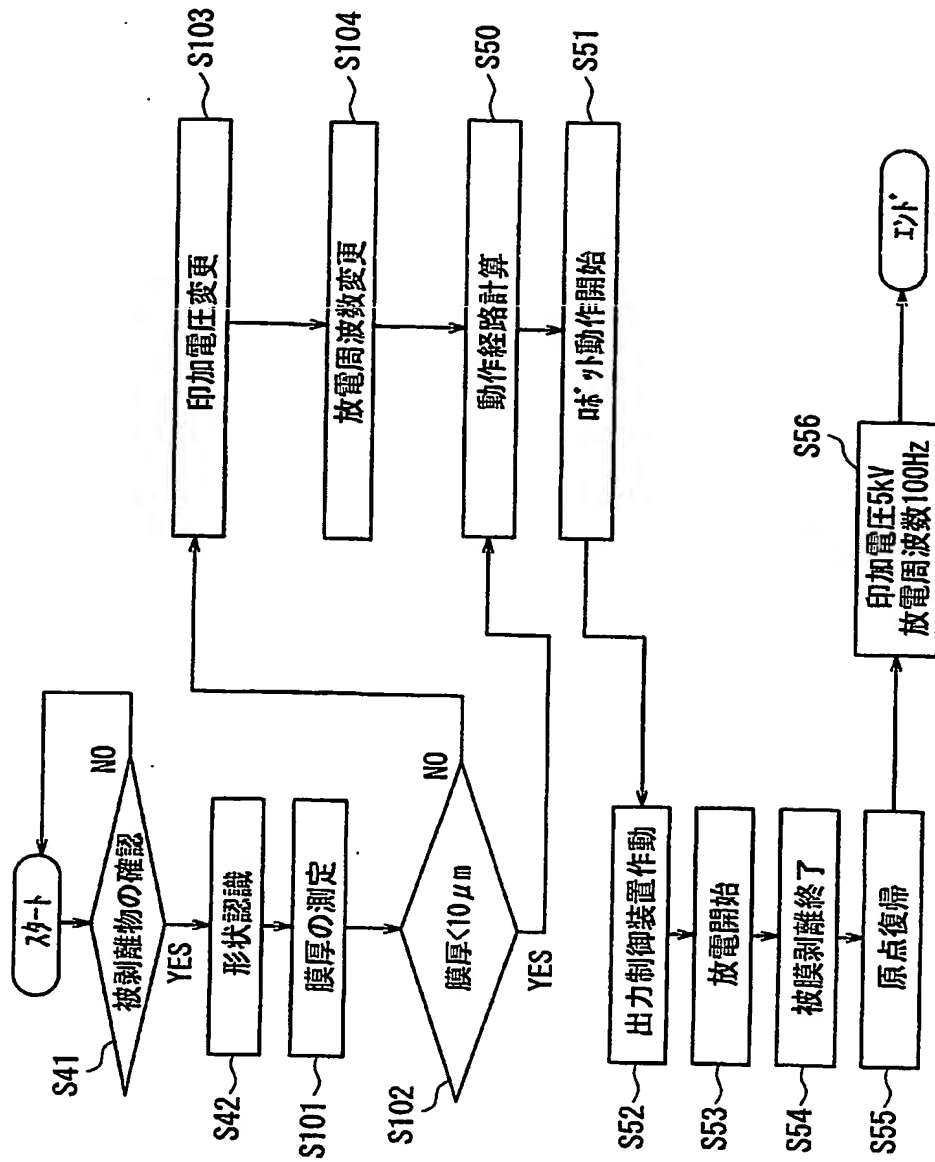 スタート
S41
被剥離物の確認
NO
YES
S42
形状認識
S101
膜厚の測定
S102
膜厚<10μm
NO
YES
S103
印加電圧変更
S104
放電周波数変更
S50
動作経路計算
S51
ロボット動作開始
S52
出力制御装置作動
S53
放電開始
S54
被膜剥離終了
S55
原点復帰
S56
印加電圧5kV
放電周波数100Hz
エンド